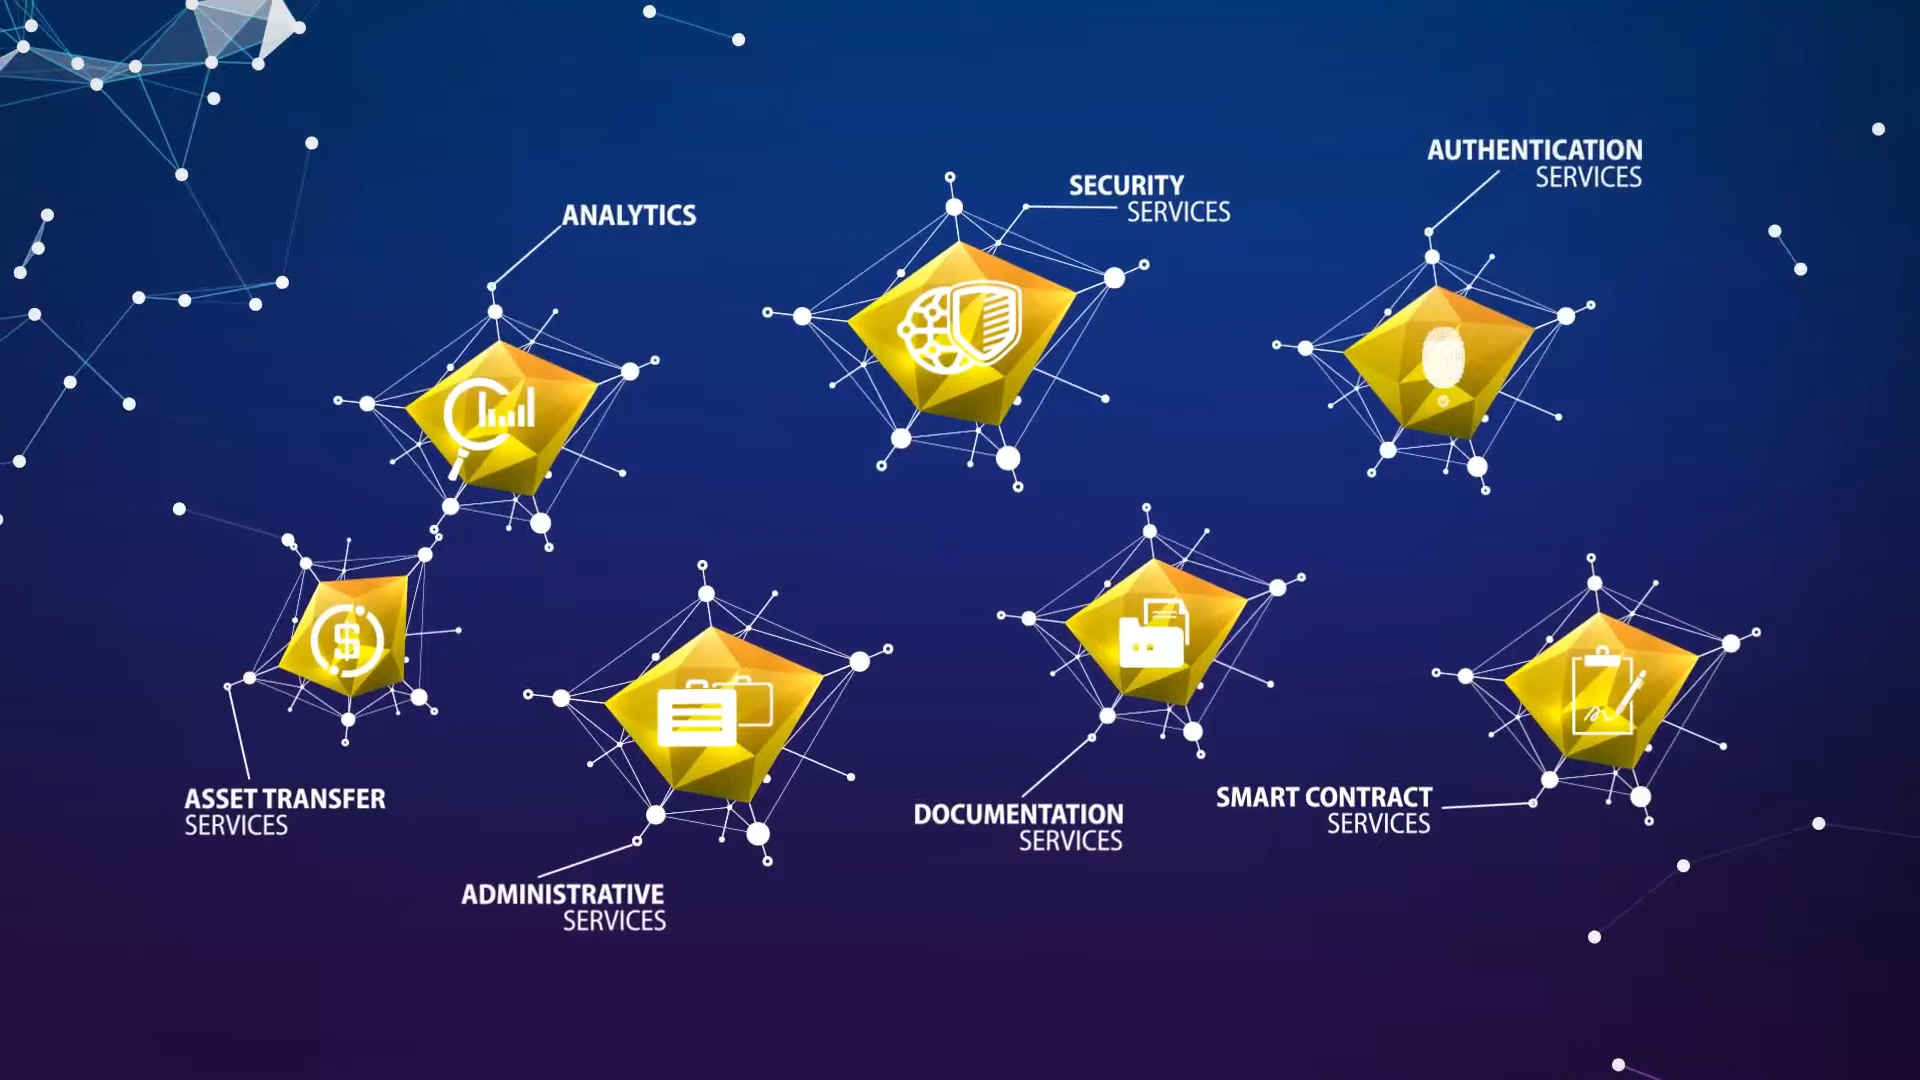 ANALYTICS
SECURITY
SERVICES
AUTHENTICATION
SERVICES
ASSET TRANSFER
SERVICES
ADMINISTRATIVE
SERVICES
DOCUMENTATION
SERVICES
SMART CONTRACT
SERVICES